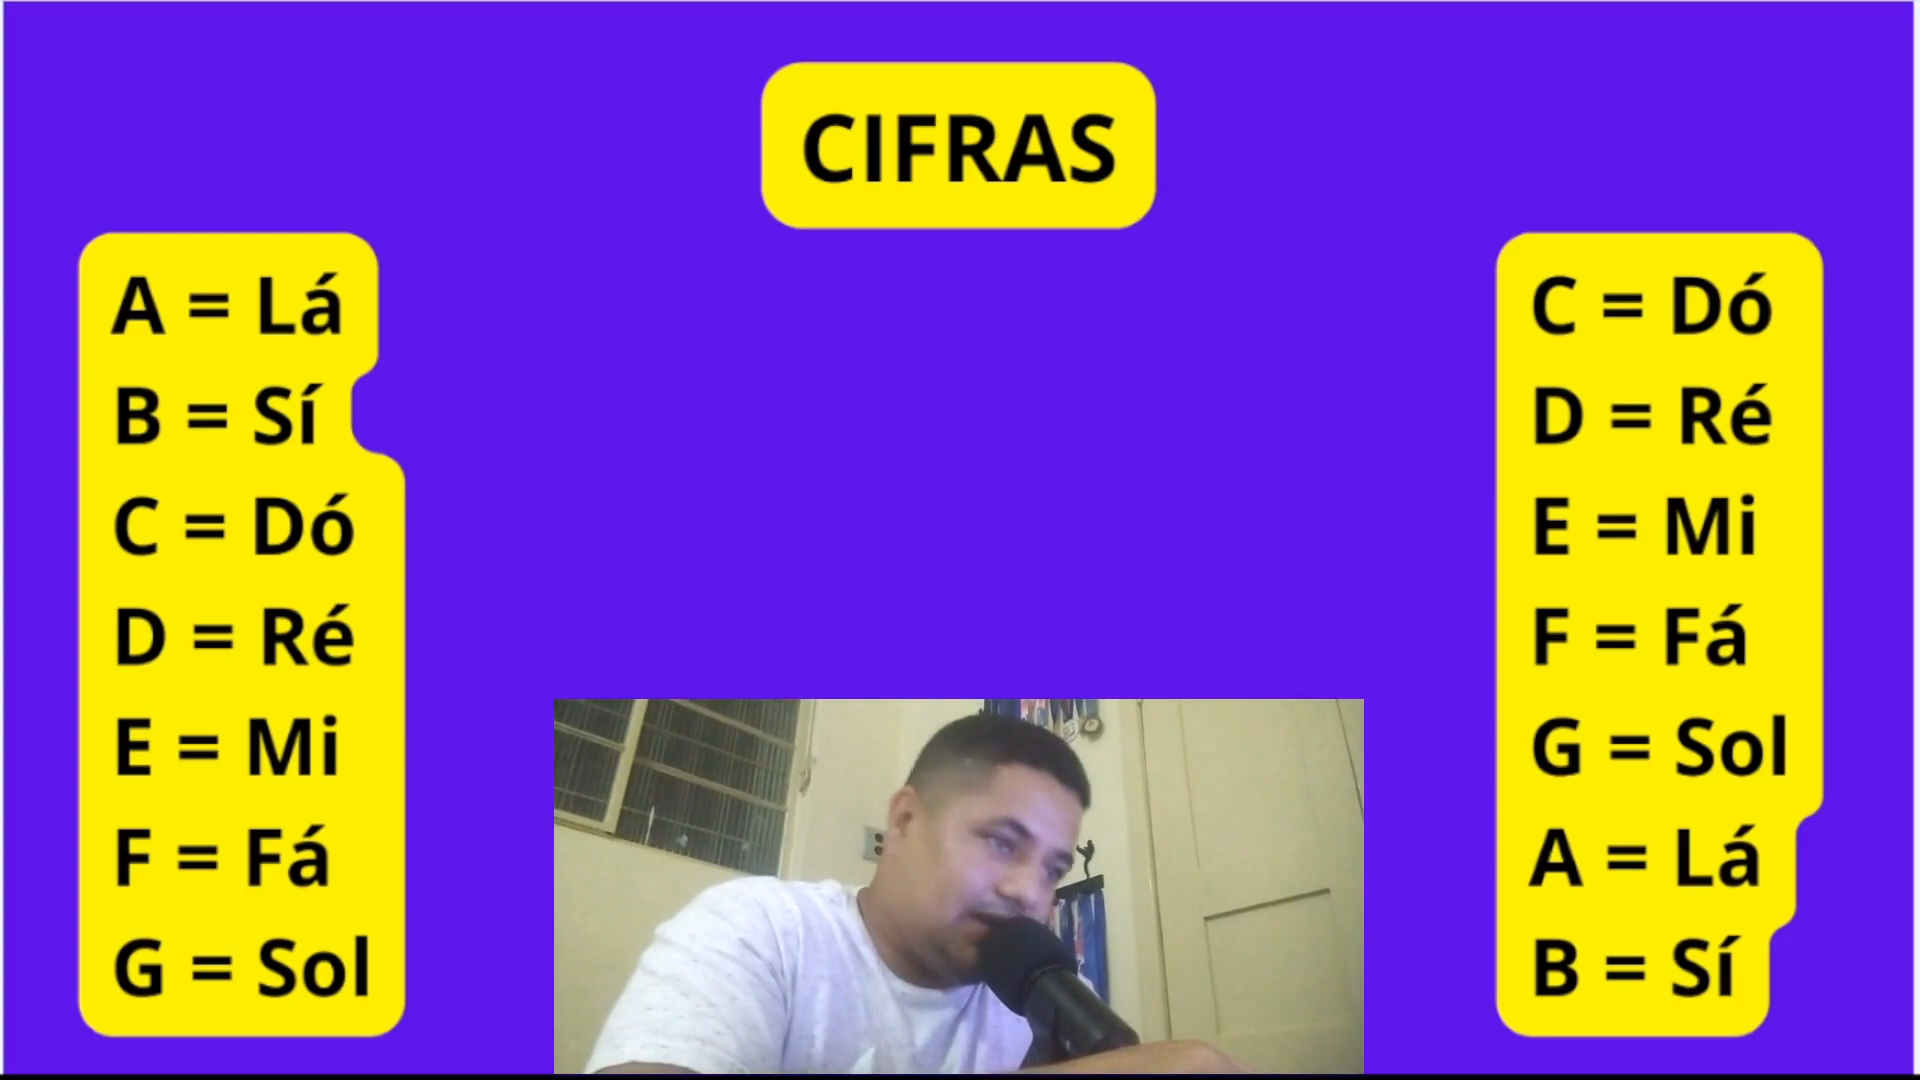 CIFRAS
A = Lá
B = Sí
C = Dó
D = Ré
E = Mi
F = Fá
G = Sol
C = Dó
D = Ré
E = Mi
F = Fá
G = Sol
A = Lá
B = Sí